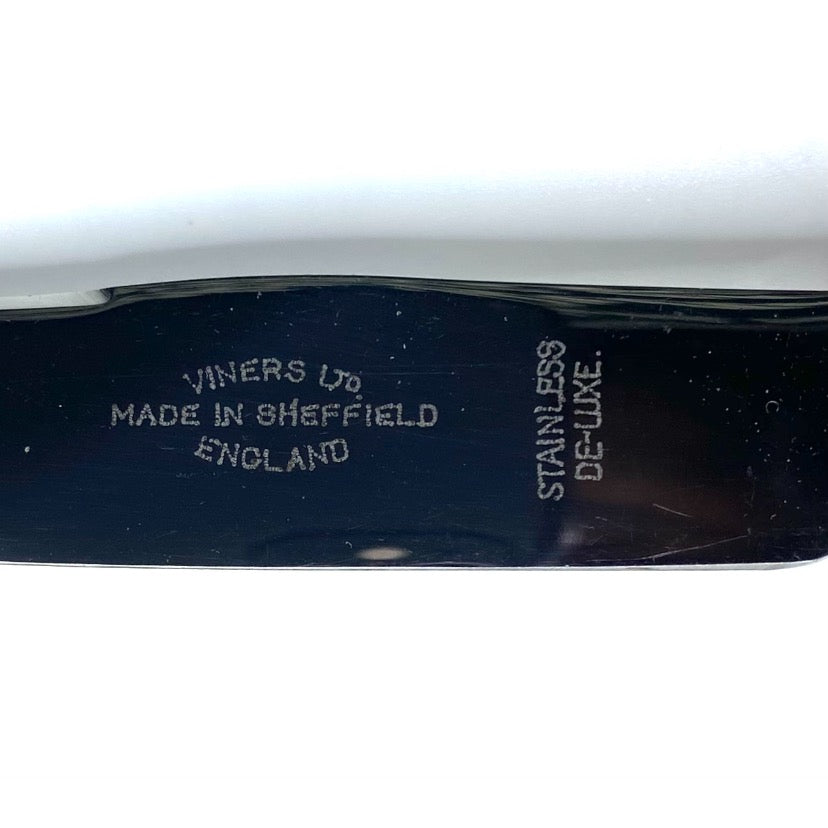 VINERS LTD.
MADE IN SHEFFIELD
ENGLAND
STAINLESS
DE-LUXE.